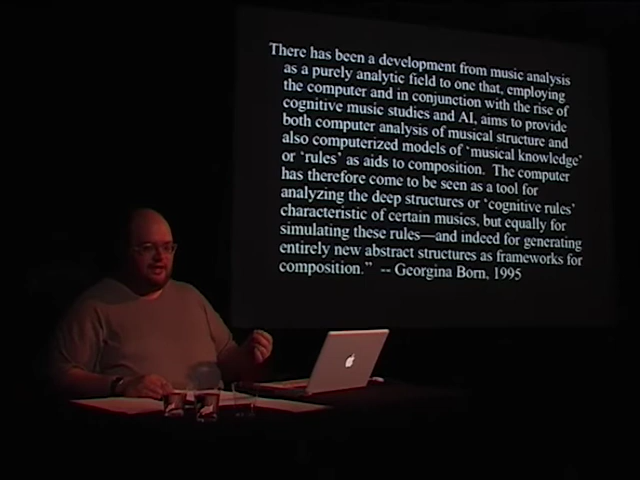 There has been a development from music analysis
as a purely analytic field to one that, employing
the computer and in conjunction with the rise of
cognitive music studies and AI, aims to provide
both computer analysis of musical structure and
also computerized models of ‘musical knowledge’
or ‘rules’ as aids to composition.  The computer
has therefore come to be seen as a tool for
analyzing the deep structures or ‘cognitive rules’
characteristic of certain musics, but equally for
simulating these rules—and indeed for generating
entirely new abstract structures as frameworks for
composition.”  -- Georgina Born, 1995